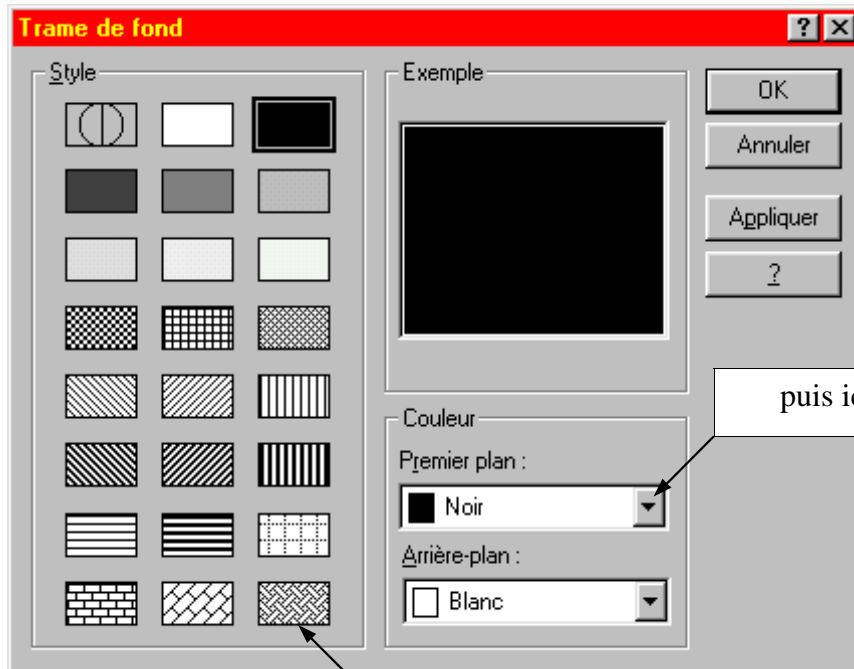 Trame de fond
Style
Exemple
OK
Annuler
Appliquer
?
puis
Couleur
Premier plan :
Noir
Arrière-plan :
Blanc